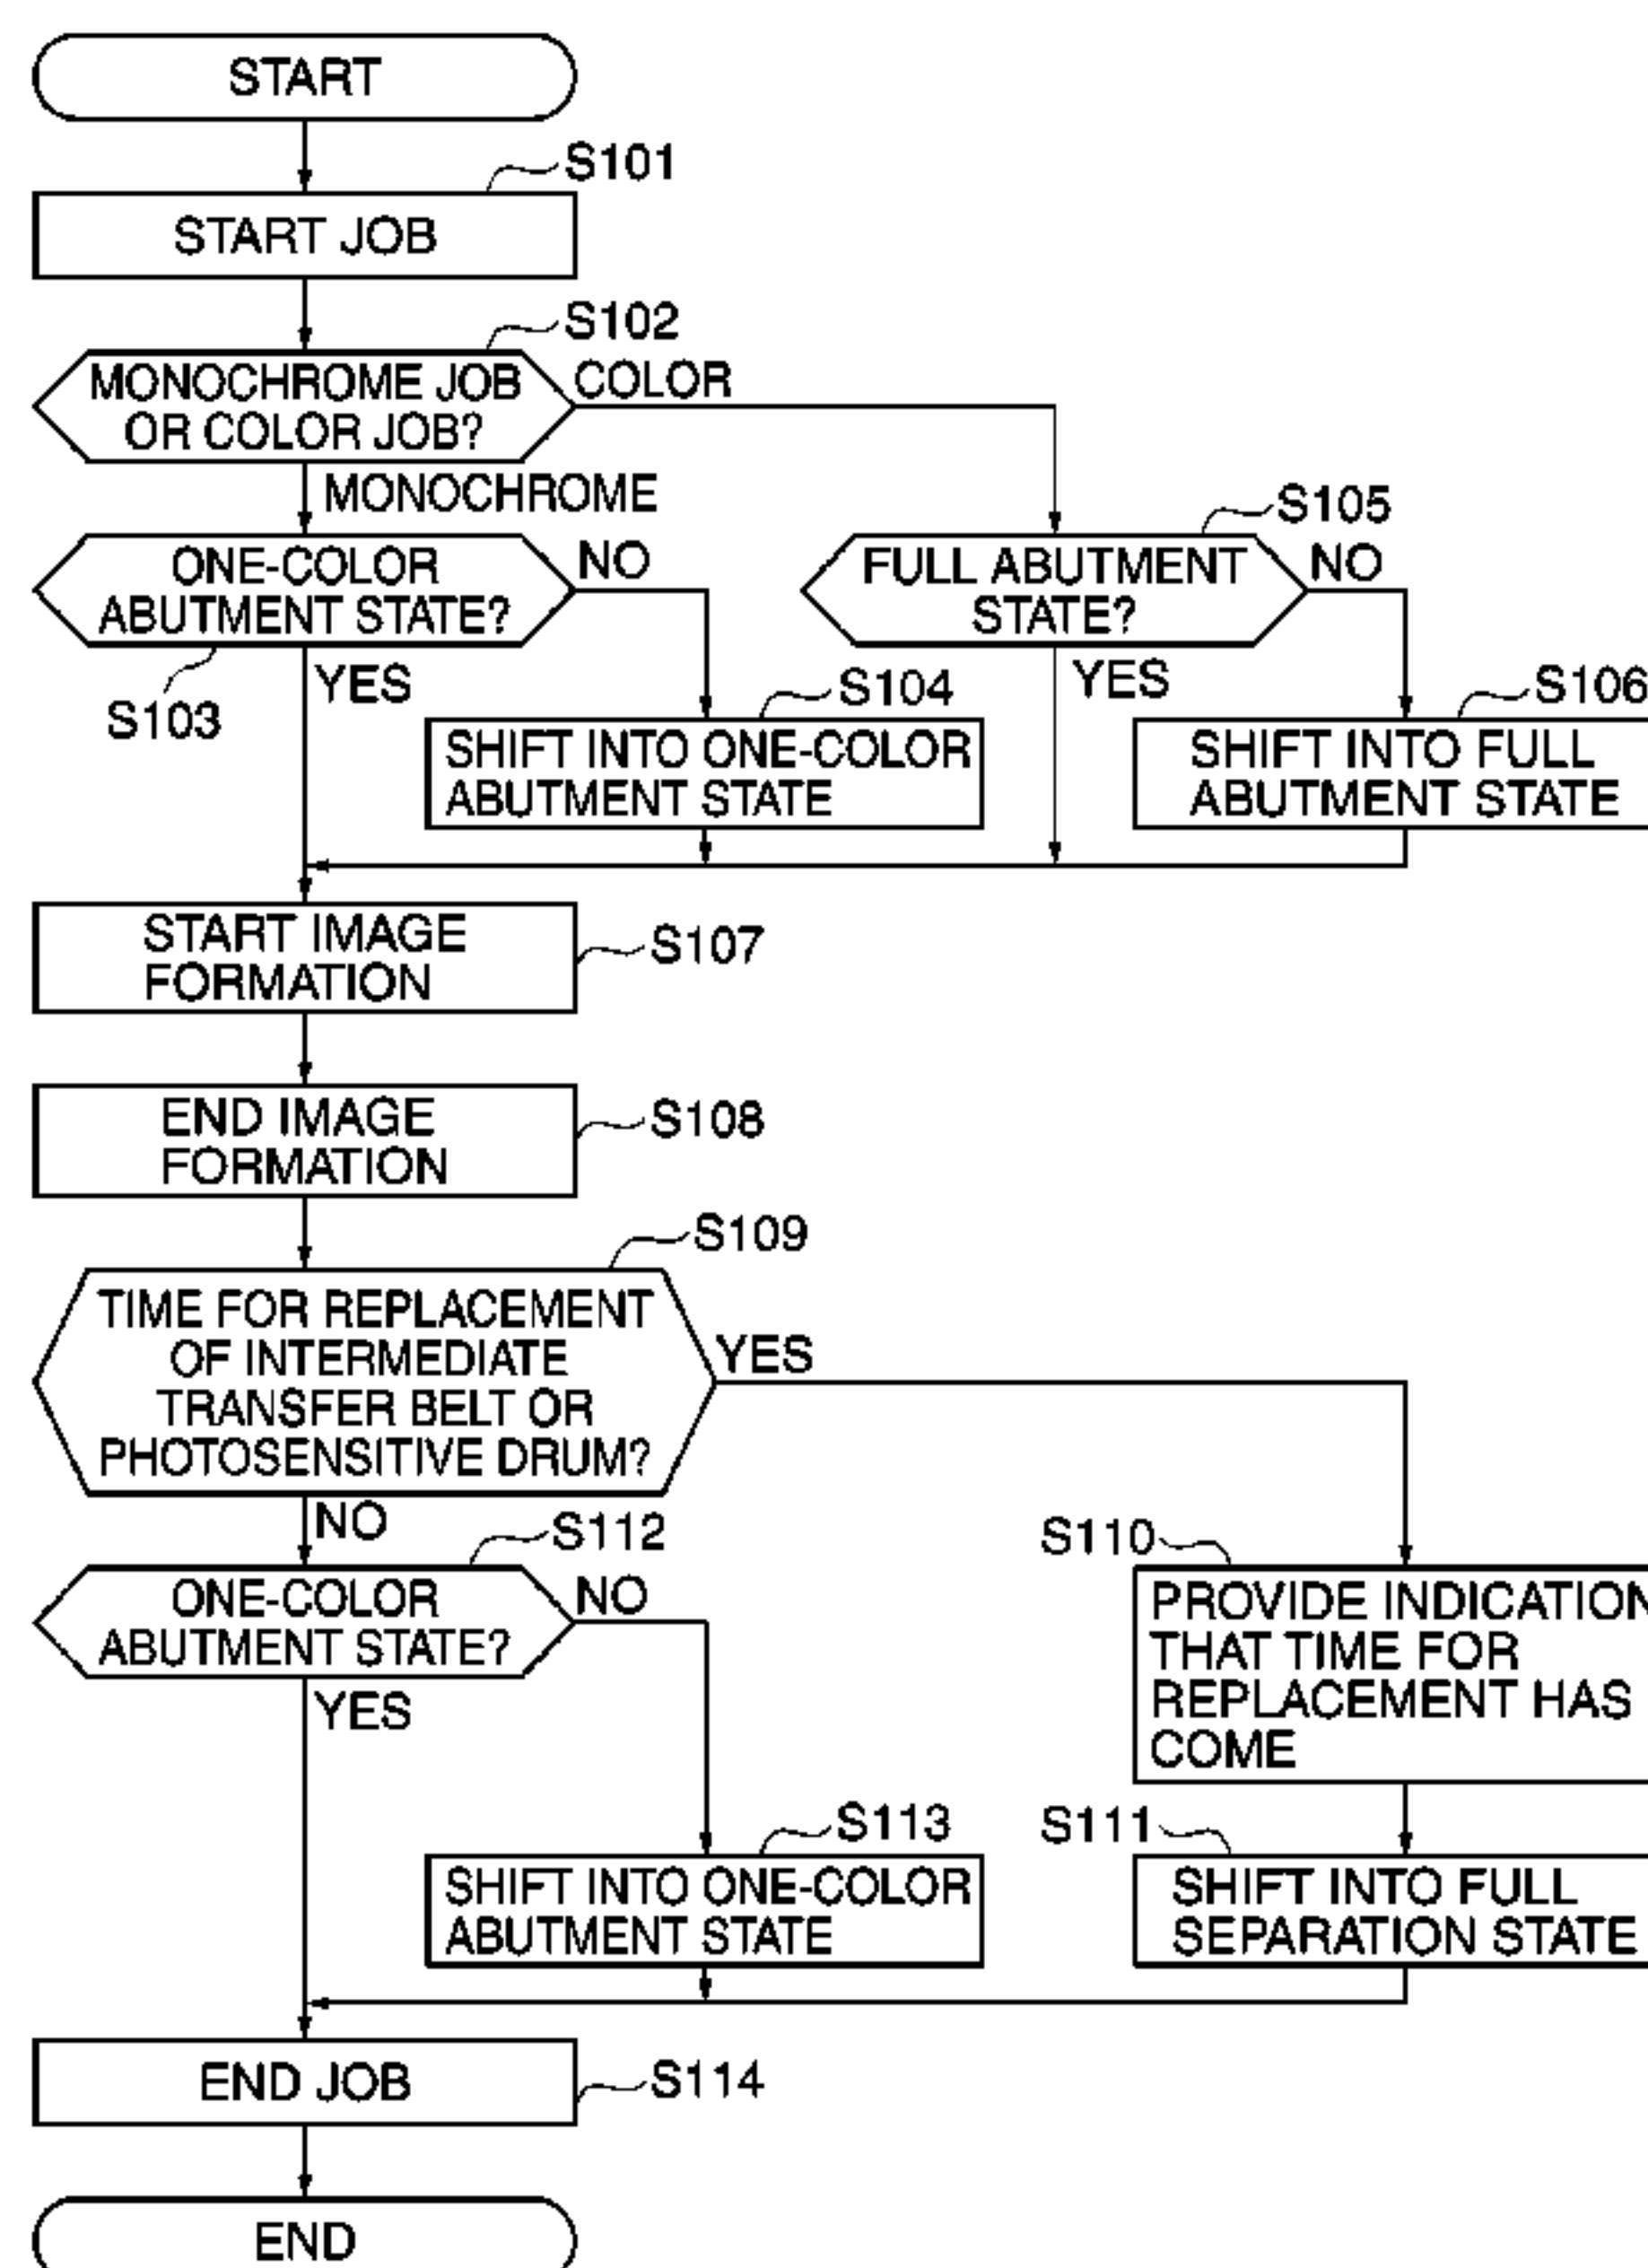 START
S101
START JOB
S102
MONOCHROME JOB
OR COLOR JOB?
COLOR
MONOCHROME
S105
ONE-COLOR
ABUTMENT STATE?
NO
FULL ABUTMENT
STATE?
NO
S103
YES
S104
YES
S106
SHIFT INTO ONE-COLOR
ABUTMENT STATE
SHIFT INTO FULL
ABUTMENT STATE
START IMAGE
FORMATION
S107
END IMAGE
FORMATION
S108
S109
TIME FOR REPLACEMENT
OF INTERMEDIATE
TRANSFER BELT OR
PHOTOSENSITIVE DRUM?
YES
NO
S112
S110
ONE-COLOR
ABUTMENT STATE?
NO
PROVIDE INDICATION
THAT TIME FOR
REPLACEMENT HAS
COME
YES
S113
S111
SHIFT INTO ONE-COLOR
ABUTMENT STATE
SHIFT INTO FULL
SEPARATION STATE
END JOB
S114
END